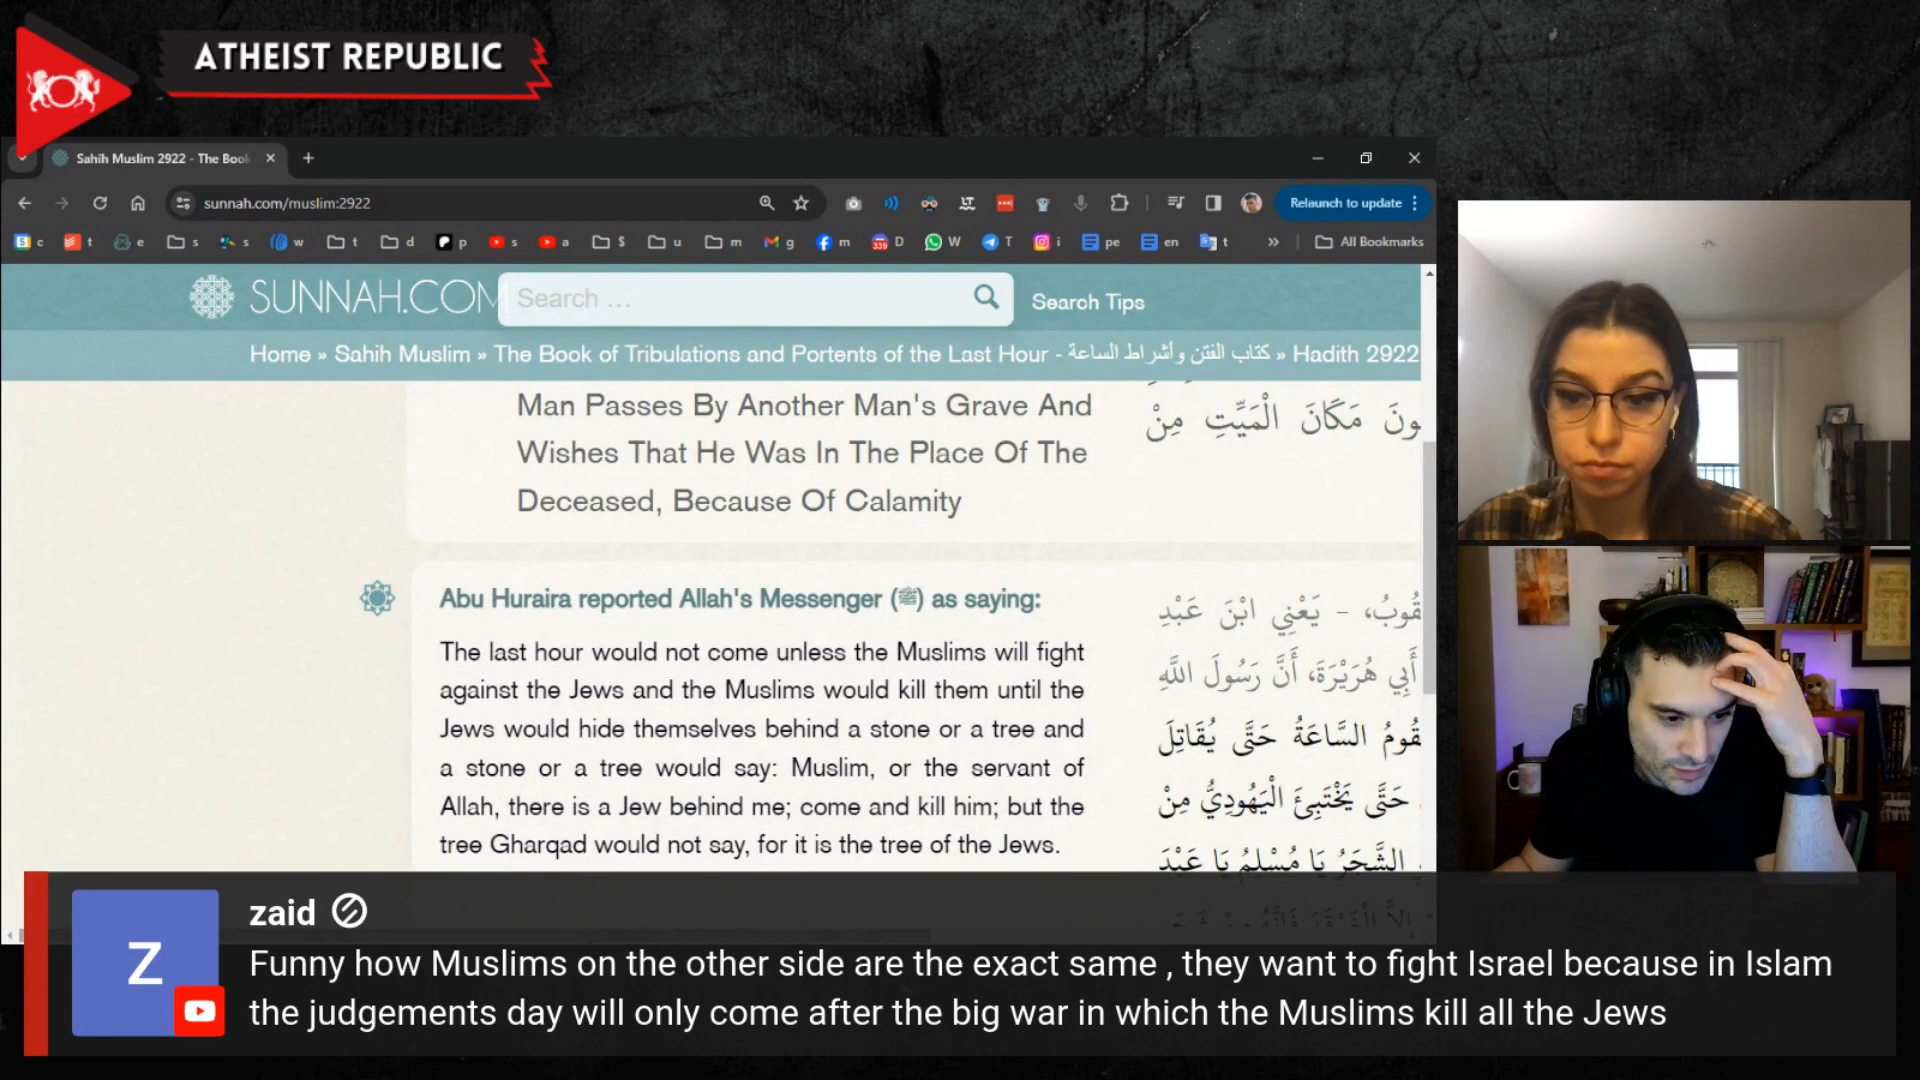 ATHEIST REPUBLIC
Sahih Muslim 2922 - The Book
sunnah.com/muslim:2922
Relaunch to update
c t e s s w t d p s a $ u m g m D W T i pe en t » All Bookmarks
SUNNAH.COM
Search ...
Search Tips
Home » Sahih Muslim » The Book of Tribulations and Portents of the Last Hour - كتاب الفتن وأشراط الساعة » Hadith 2922
Man Passes By Another Man's Grave And
Wishes That He Was In The Place Of The
Deceased, Because Of Calamity
مَكَانَ الْمَيِّتِ مِنْ
Abu Huraira reported Allah's Messenger (ﷺ) as saying:
The last hour would not come unless the Muslims will fight
against the Jews and the Muslims would kill them until the
Jews would hide themselves behind a stone or a tree and
a stone or a tree would say: Muslim, or the servant of
Allah, there is a Jew behind me; come and kill him; but the
tree Gharqad would not say, for it is the tree of the Jews.
- يَعْنِي ابْنَ عَبْدِ
أَبِي هُرَيْرَةَ، أَنَّ رَسُولَ اللَّهِ
السَّاعَةُ حَتَّى يُقَاتِلَ
حَتَّى يَخْتَبِئَ الْيَهُودِيُّ مِنْ
الشَّجَرُ يَا مُسْلِمُ يَا عَبْدَ
Z
zaid
Funny how Muslims on the other side are the exact same , they want to fight Israel because in Islam
the judgements day will only come after the big war in which the Muslims kill all the Jews